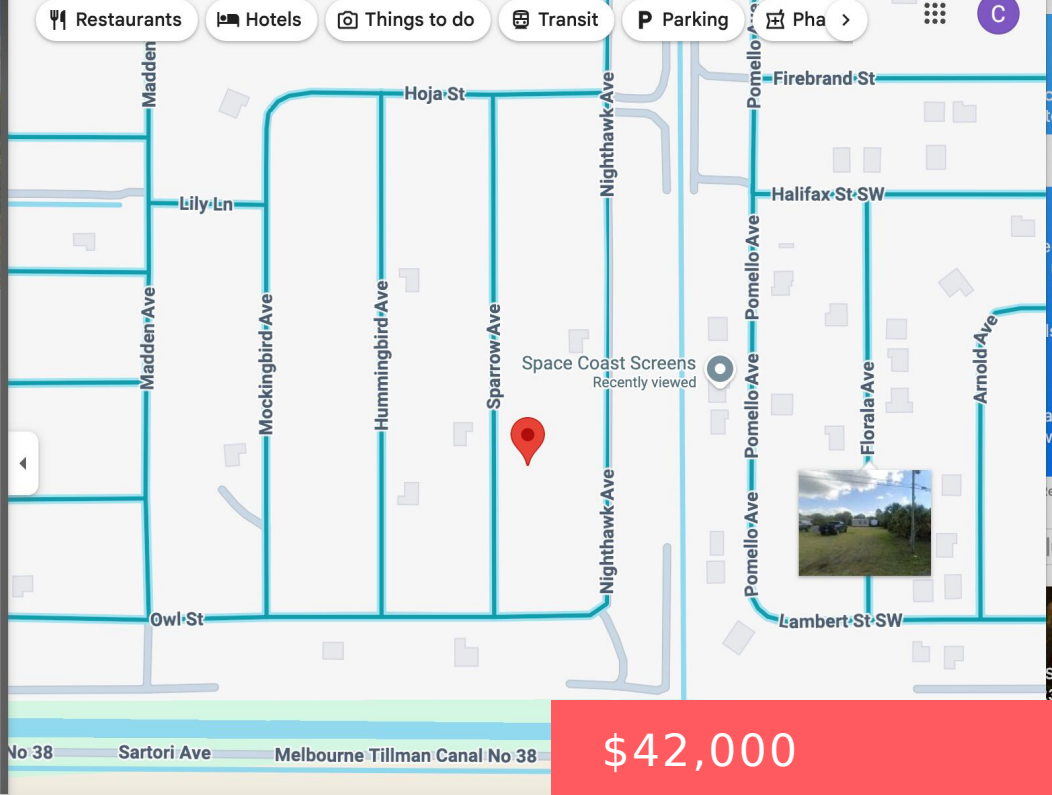 Restaurants
Hotels
Things to do
Transit
Parking
Pha
C
Madden
Hoja St
Nighthawk Ave
Pomello Ave
Firebrand St
Lily Ln
Halifax St SW
Madden Ave
Mockingbird Ave
Hummingbird Ave
Sparrow Ave
Pomello Ave
Space Coast Screens
Recently viewed
Pomello Ave
Florala Ave
Arnold Ave
Nighthawk Ave
Pomello Ave
Owl St
Lambert St SW
No 38
Sartori Ave
Melbourne Tillman Canal No 38
$42,000